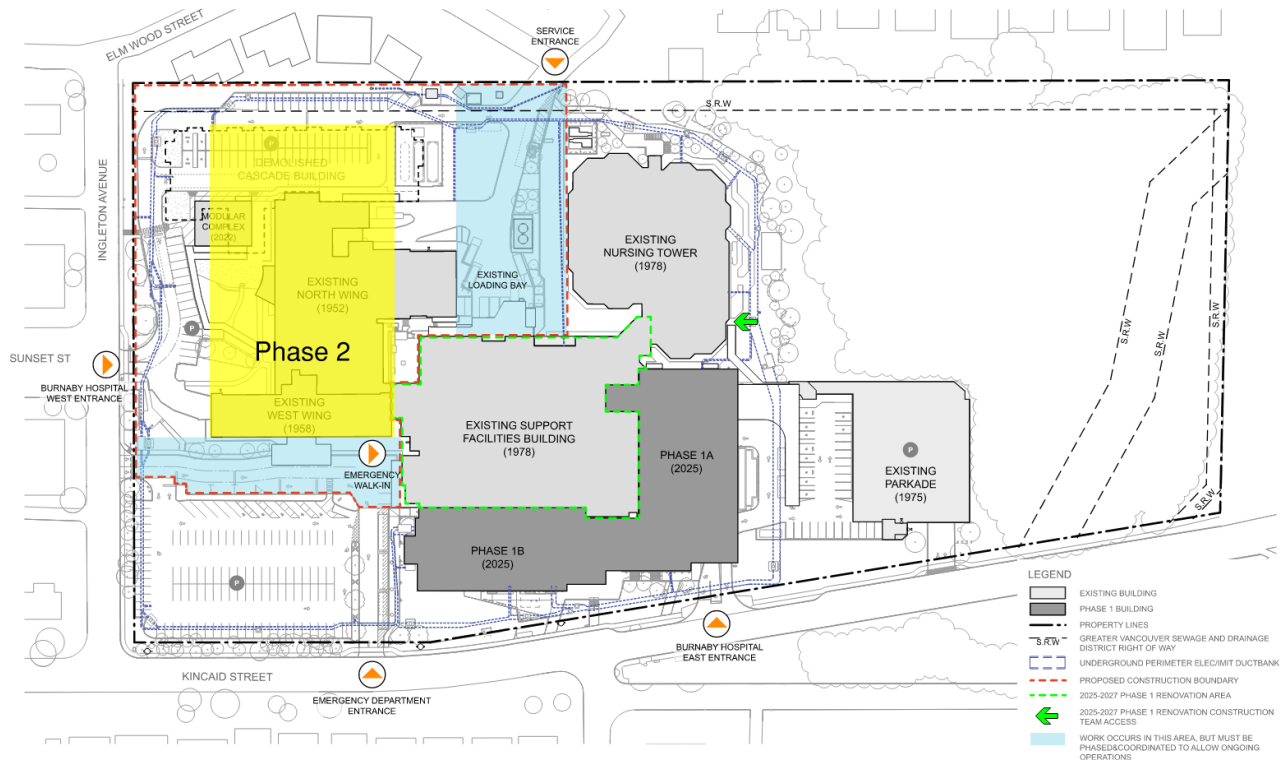 ELM WOOD STREET
SERVICE
ENTRANCE
S.R.W
DEMOLISHED
CASCADE BUILDING
P
INGLETON AVENUE
MODULAR
COMPLEX
(2022)
EXISTING
NURSING TOWER
(1978)
EXISTING
NORTH WING
(1952)
EXISTING
LOADING BAY
P
S.R.W
S.R.W
S.R.W
SUNSET ST
Phase 2
BURNABY HOSPITAL
WEST ENTRANCE
EXISTING
WEST WING
(1958)
EXISTING SUPPORT
FACILITIES BUILDING
(1978)
PHASE 1A
(2025)
P
EXISTING
PARKADE
(1975)
EMERGENCY
WALK-IN
S.R.W
PHASE 1B
(2025)
P
BURNABY HOSPITAL
EAST ENTRANCE
KINCAID STREET
EMERGENCY DEPARTMENT
ENTRANCE
LEGEND
EXISTING BUILDING
PHASE 1 BUILDING
PROPERTY LINES
S.R.W
GREATER VANCOUVER SEWAGE AND DRAINAGE
DISTRICT RIGHT OF WAY
UNDERGROUND PERIMETER ELEC/IMIT DUCTBANK
PROPOSED CONSTRUCTION BOUNDARY
2025-2027 PHASE 1 RENOVATION AREA
2025-2027 PHASE 1 RENOVATION CONSTRUCTION
TEAM ACCESS
WORK OCCURS IN THIS AREA, BUT MUST BE
PHASED&COORDINATED TO ALLOW ONGOING
OPERATIONS